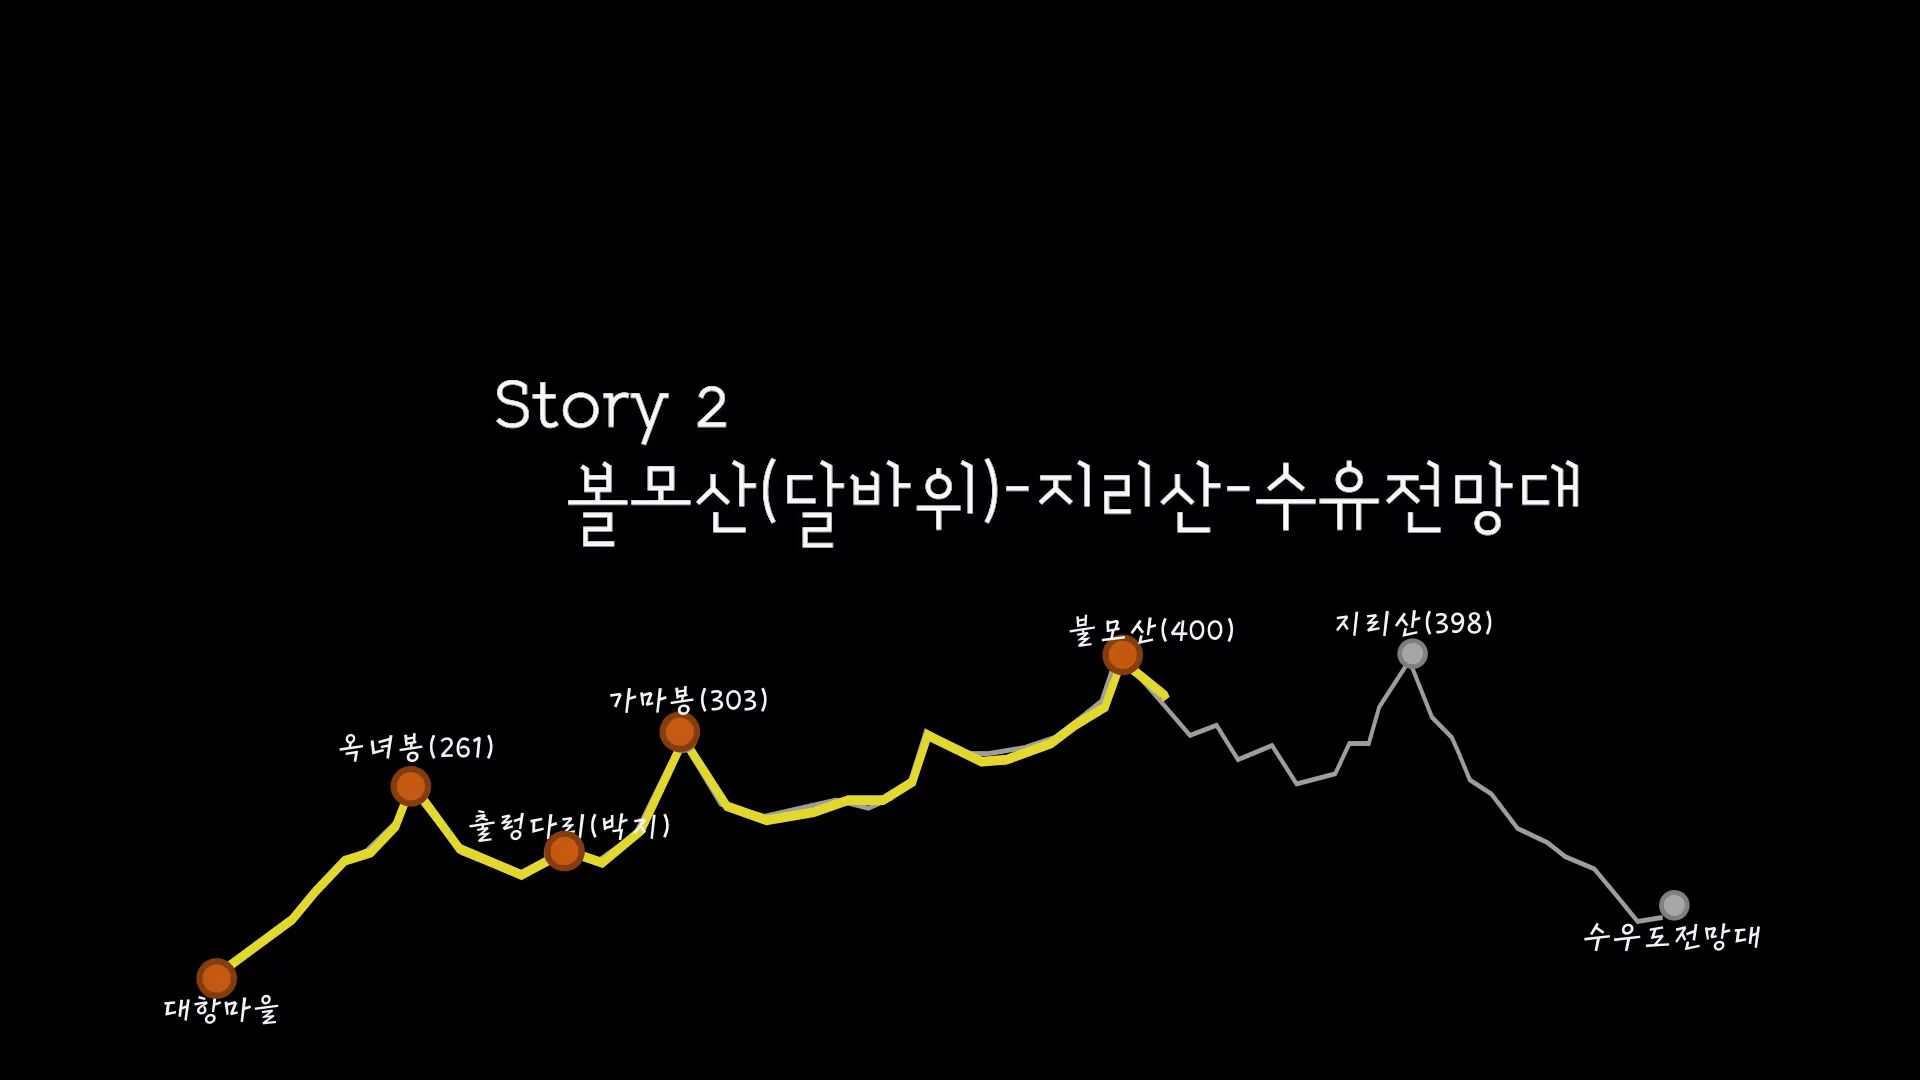 Story 2
볼모산(달바위)-지리산-수유전망대
불모산(400)
지리산(398)
가마봉(303)
옥녀봉(261)
출렁다리(박지)
수우도전망대
대항마을